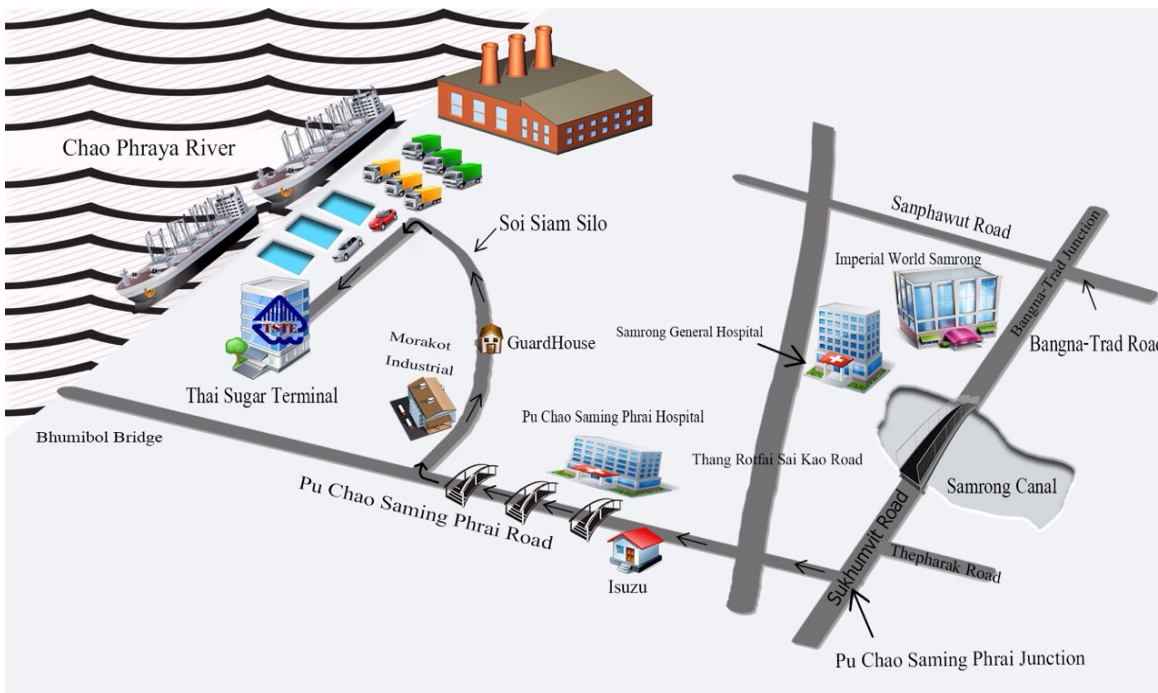 Chao Phraya River
Soi Siam Silo
Sanphawut Road
Bangna-Trad Junction
Imperial World Samrong
Samrong General Hospital
GuardHouse
Bangna-Trad Road
TSTE
Morakot
Industrial
Thai Sugar Terminal
Pu Chao Saming Phrai Hospital
Bhumibol Bridge
Thang Rotfai Sai Kao Road
Samrong Canal
Pu Chao Saming Phrai Road
Sukhumvit Road
Thepharak Road
Isuzu
Pu Chao Saming Phrai Junction